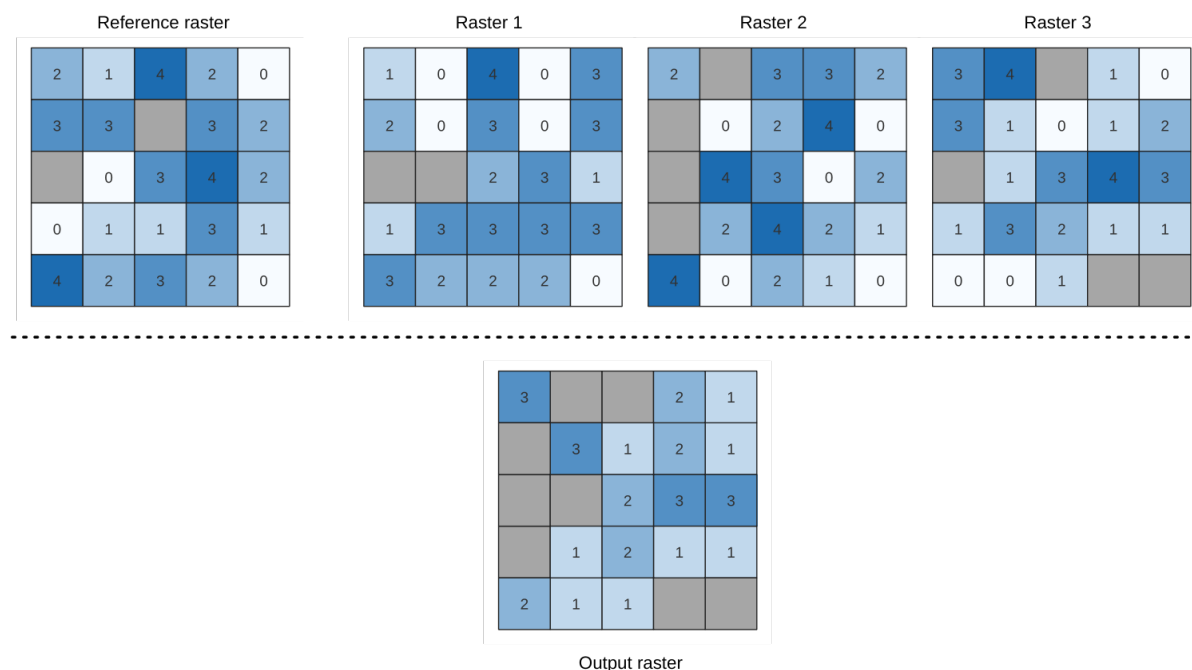 Reference raster Raster 1 Raster 2 Raster 3
2 1 4 2 0 1 0 4 0 3 2 3 3 2 3 4 1 0
3 3 3 2 2 0 3 0 3 0 2 4 0 3 1 0 1 2
0 3 4 2 2 3 1 4 3 0 2 1 3 4 3
0 1 1 3 1 1 3 3 3 3 2 4 2 1 1 3 2 1 1
4 2 3 2 0 3 2 2 2 0 4 0 2 1 0 0 0 1
3 2 1
3 1 2 1
2 3 3
1 2 1 1
2 1 1
Output raster